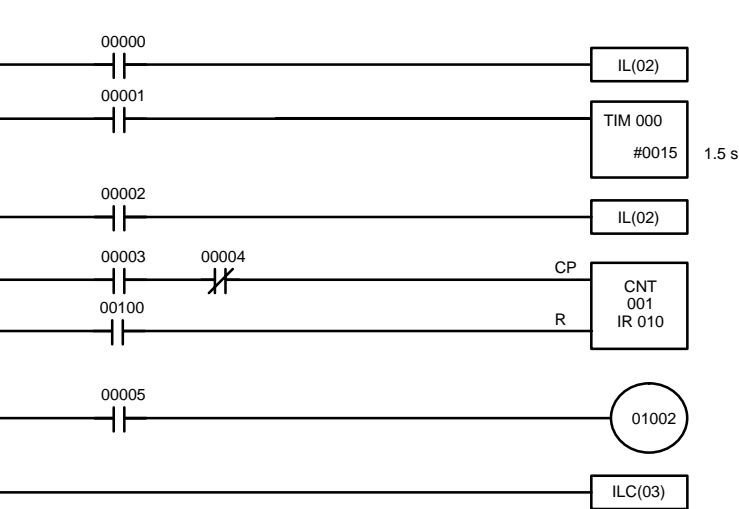 00000
IL(02)
00001
TIM 000
#0015 1.5 s
00002
IL(02)
00003 00004
CP
CNT
001
IR 010
00100
R
00005
01002
ILC(03)